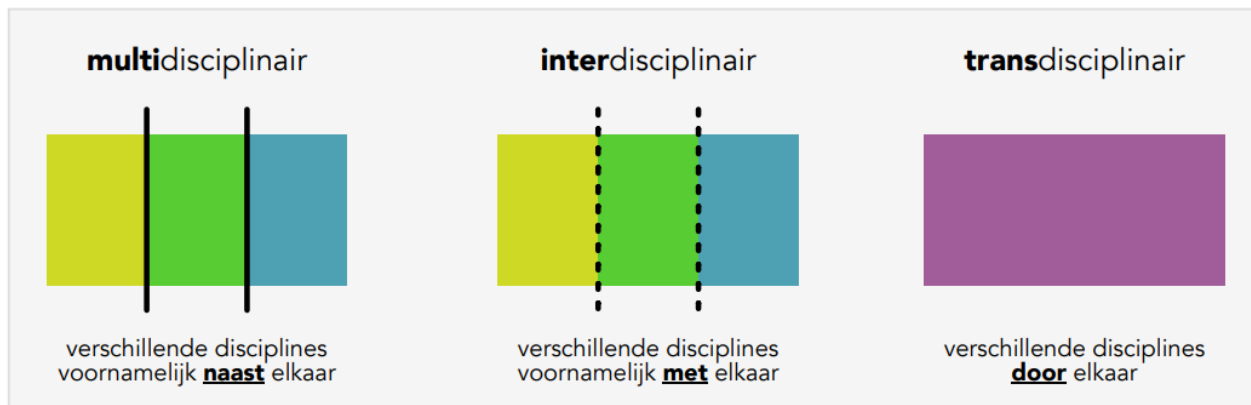 multidisciplinair
interdisciplinair
transdisciplinair
verschillende disciplines
voornamelijk naast elkaar
verschillende disciplines
voornamelijk met elkaar
verschillende disciplines
door elkaar